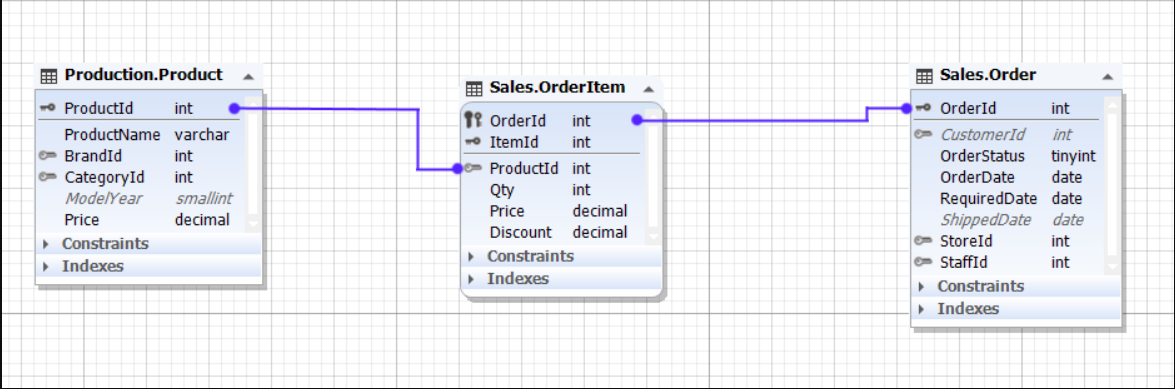 Production.Product
ProductId int
ProductName varchar
BrandId int
CategoryId int
ModelYear smallint
Price decimal
Constraints
Indexes
Sales.OrderItem
OrderId int
ItemId int
ProductId int
Qty int
Price decimal
Discount decimal
Constraints
Indexes
Sales.Order
OrderId int
CustomerId int
OrderStatus tinyint
OrderDate date
RequiredDate date
ShippedDate date
StoreId int
StaffId int
Constraints
Indexes